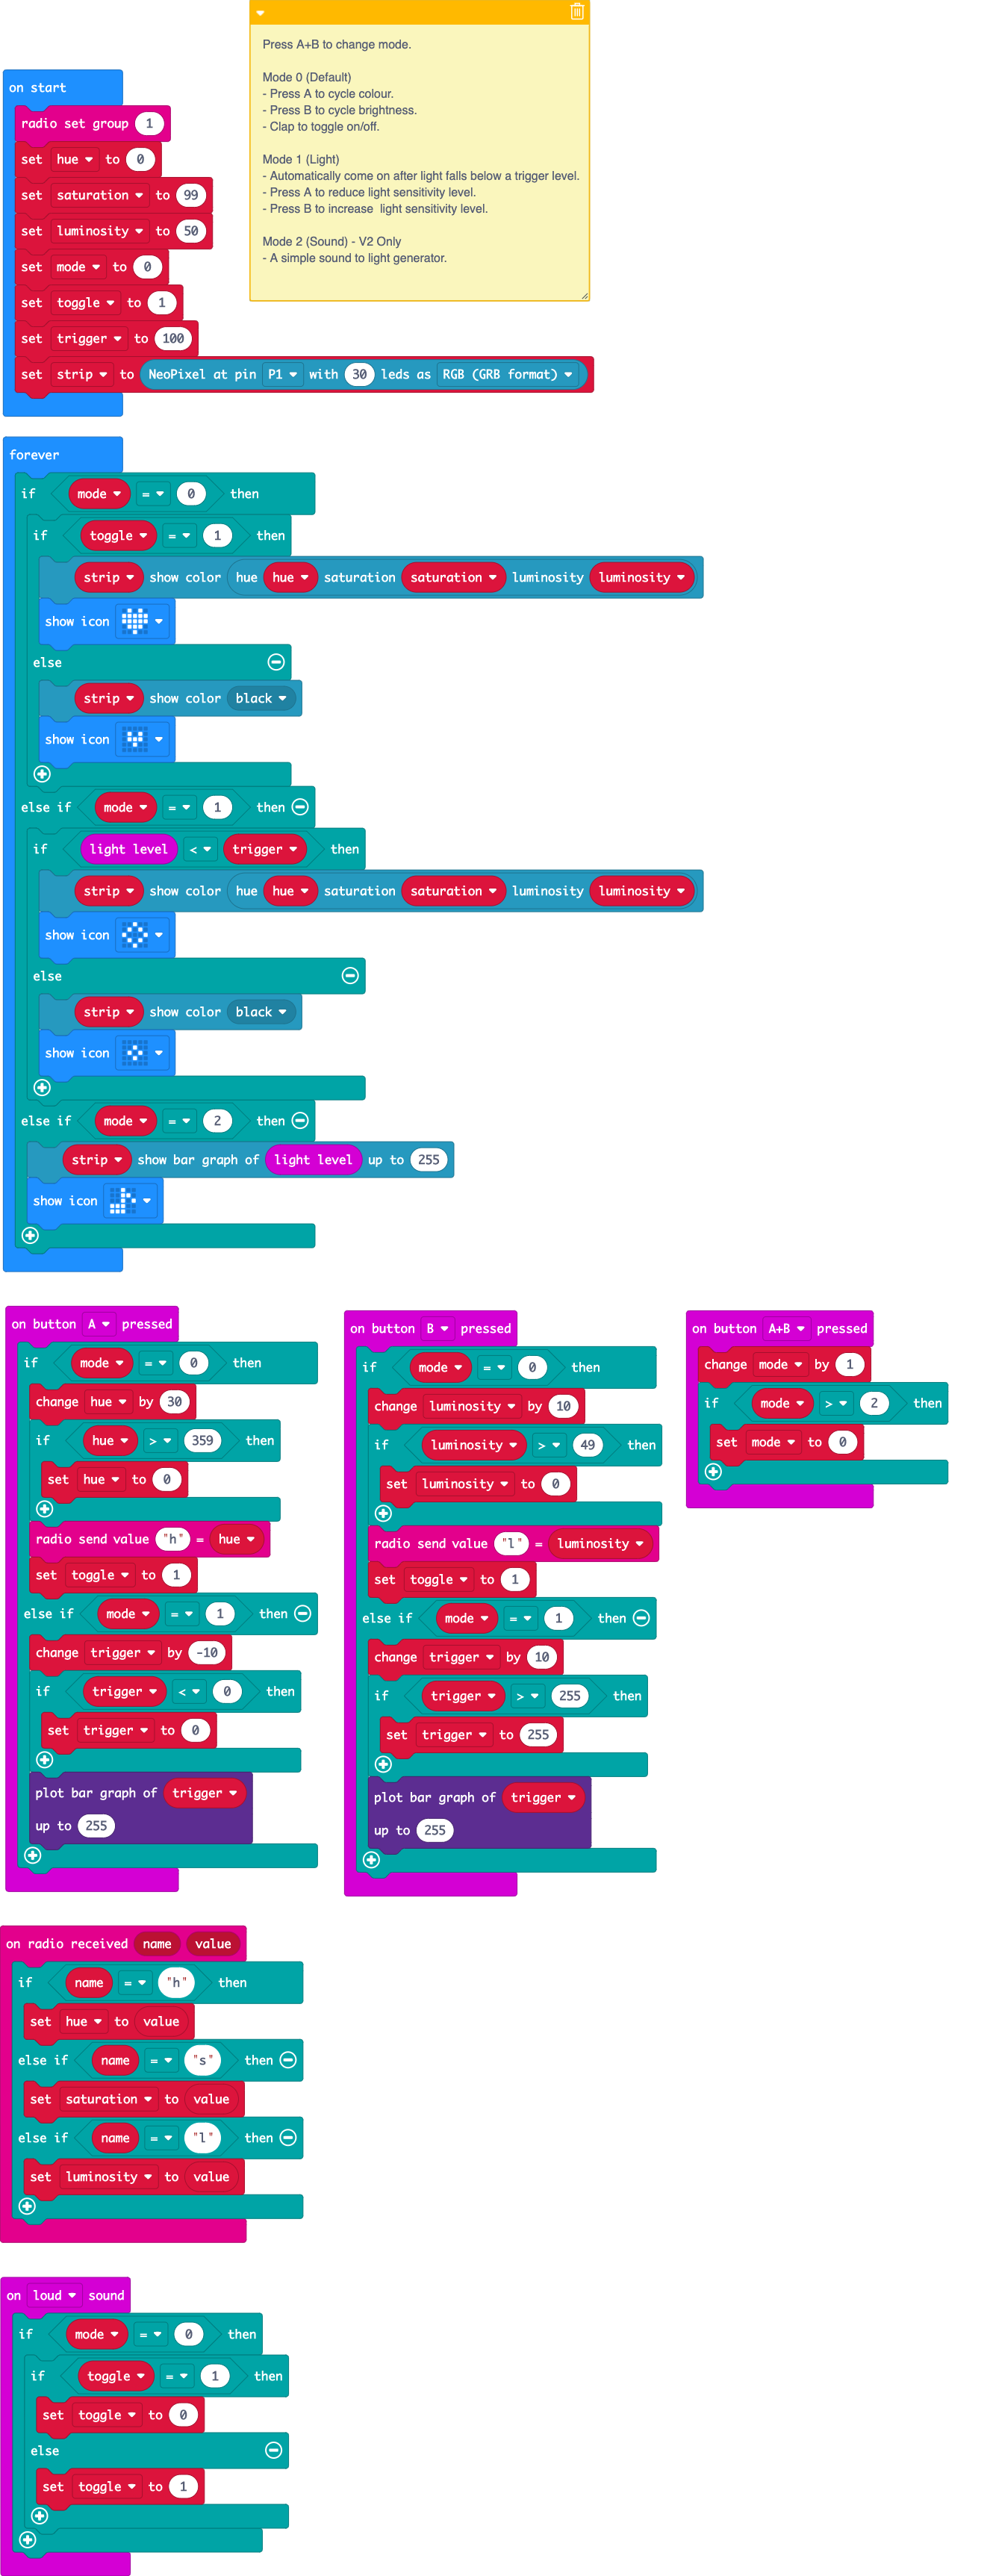 Press A+B to change mode.
Mode 0 (Default)
- Press A to cycle colour.
- Press B to cycle brightness.
- Clap to toggle on/off.
Mode 1 (Light)
- Automatically come on after light falls below a trigger level.
- Press A to reduce light sensitivity level.
- Press B to increase  light sensitivity level.
Mode 2 (Sound) - V2 Only
- A simple sound to light generator.
on start
radio set group 1
set hue to 0
set saturation to 99
set luminosity to 50
set mode to 0
set toggle to 1
set trigger to 100
set strip to NeoPixel at pin P1 with 30 leds as RGB (GRB format)
forever
if mode = 0 then
if toggle = 1 then
strip show color hue hue saturation saturation luminosity luminosity
show icon
else
strip show color black
show icon
else if mode = 1 then
if light level < trigger then
strip show color hue hue saturation saturation luminosity luminosity
show icon
else
strip show color black
show icon
else if mode = 2 then
strip show bar graph of light level up to 255
show icon
on button A pressed
if mode = 0 then
change hue by 30
if hue > 359 then
set hue to 0
radio send value "h" = hue
set toggle to 1
else if mode = 1 then
change trigger by -10
if trigger < 0 then
set trigger to 0
plot bar graph of trigger
up to 255
on button B pressed
if mode = 0 then
change luminosity by 10
if luminosity > 49 then
set luminosity to 0
radio send value "l" = luminosity
set toggle to 1
else if mode = 1 then
change trigger by 10
if trigger > 255 then
set trigger to 255
plot bar graph of trigger
up to 255
on button A+B pressed
change mode by 1
if mode > 2 then
set mode to 0
on radio received name value
if name = "h" then
set hue to value
else if name = "s" then
set saturation to value
else if name = "l" then
set luminosity to value
on loud sound
if mode = 0 then
if toggle = 1 then
set toggle to 0
else
set toggle to 1